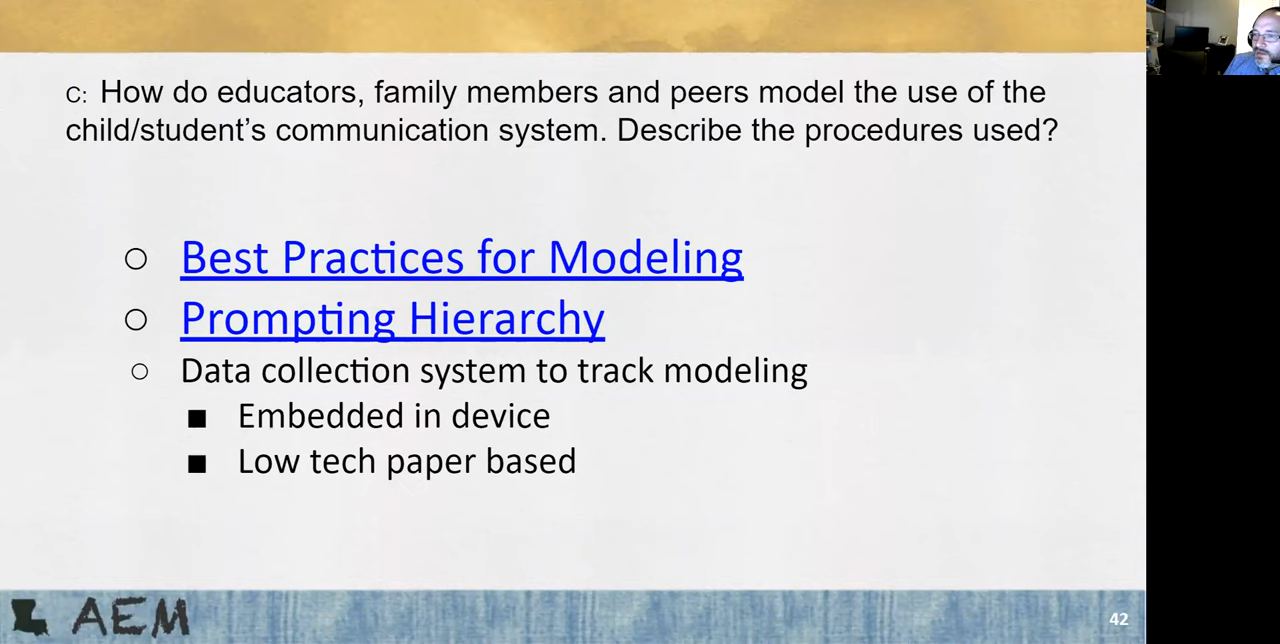 C: How do educators, family members and peers model the use of the
child/student's communication system. Describe the procedures used?
○ Best Practices for Modeling
○ Prompting Hierarchy
○ Data collection system to track modeling
■ Embedded in device
■ Low tech paper based
AEM
42